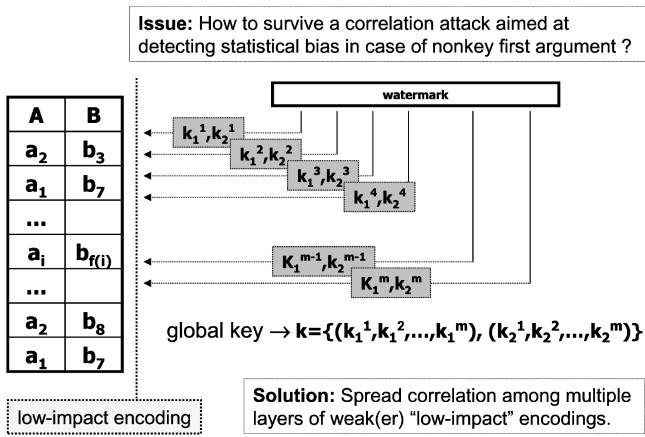 Issue: How to survive a correlation attack aimed at
detecting statistical bias in case of nonkey first argument ?
watermark
A B
a₂ b₃
a₁ b₇
...
aᵢ b_f(i)
...
a₂ b₈
a₁ b₇
k₁¹,k₂¹
k₁²,k₂²
k₁³,k₂³
k₁⁴,k₂⁴
K₁ᵐ⁻¹,k₂ᵐ⁻¹
K₁ᵐ,k₂ᵐ
global key → k={(k₁¹,k₁²,...,k₁ᵐ), (k₂¹,k₂²,...,k₂ᵐ)}
low-impact encoding
Solution: Spread correlation among multiple
layers of weak(er) “low-impact” encodings.